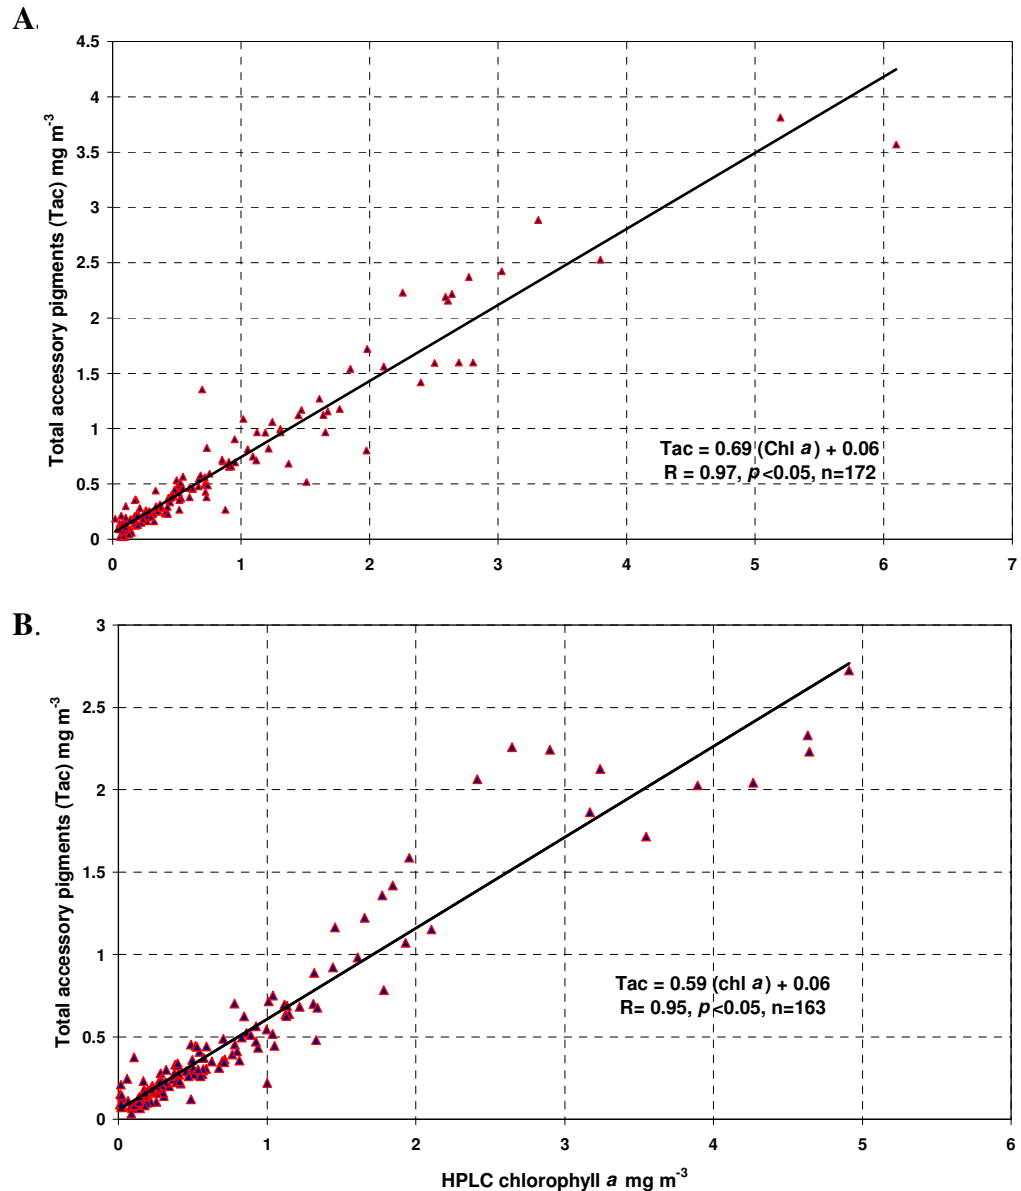 A.
4.5
4
3.5
3
2.5
2
1.5
1
0.5
0
Total accessory pigments (Tac) mg m-3
Tac = 0.69 (Chl a) + 0.06
R = 0.97, p<0.05, n=172
0 1 2 3 4 5 6 7
B.
3
2.5
2
1.5
1
0.5
0
Total accessory pigments (Tac) mg m-3
Tac = 0.59 (chl a) + 0.06
R= 0.95, p<0.05, n=163
0 1 2 3 4 5 6
HPLC chlorophyll a mg m-3